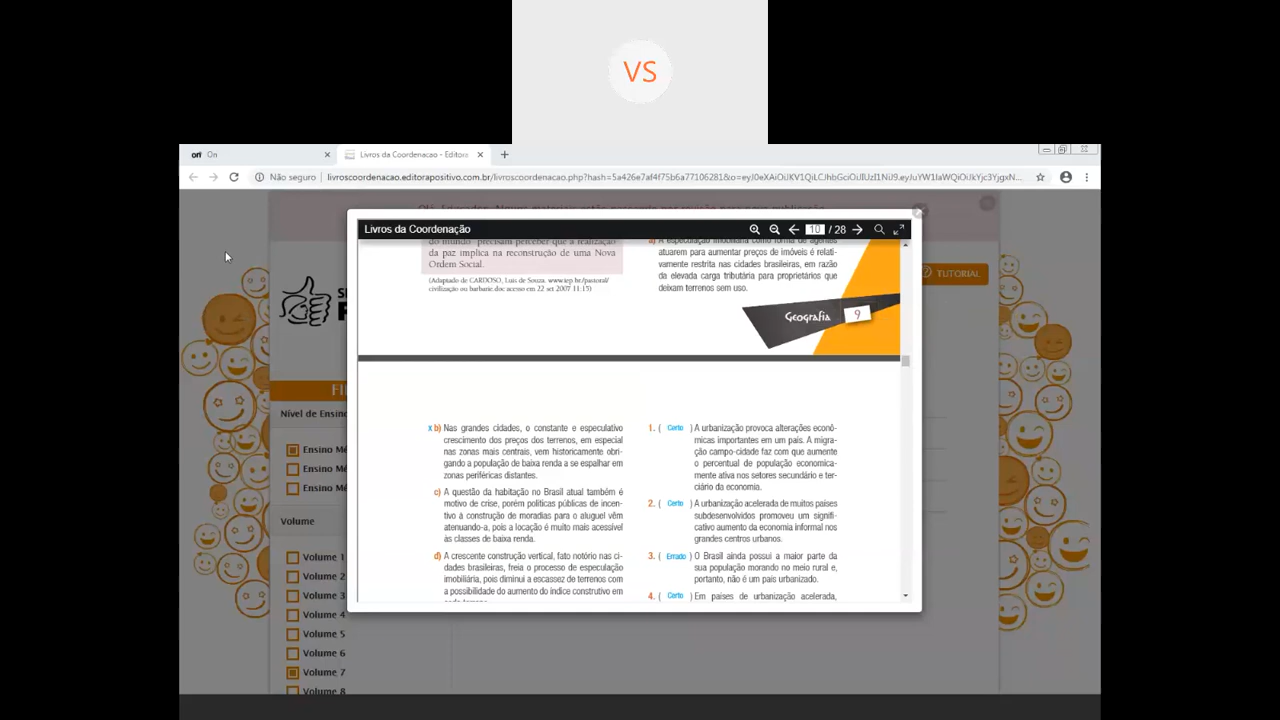 VS
on On
Livros da Coordenacao - Editora
Não seguro
livroscoordenacao.editorapositivo.com.br/livroscoordenacao.php?hash=5a426e7af4f75b6a77106281&o=
Livros da Coordenação
10 / 28
do mundo precisam perceber que a realização
da paz implica na reconstrução de uma Nova
Ordem Social.
(Adaptado de CARDOSO, Luis de Souza. www.iep.br/pastoral/
civilização ou barbarie.doc acesso em 22 set 2007 11:15)
a) A especulação imobiliária como forma de agentes
atuarem para aumentar preços de imóveis é relati-
vamente restrita nas cidades brasileiras, em razão
da elevada carga tributária para proprietários que
deixam terrenos sem uso.
Geografia 9
x b) Nas grandes cidades, o constante e especulativo
crescimento dos preços dos terrenos, em especial
nas zonas mais centrais, vem historicamente obri-
gando a população de baixa renda a se espalhar em
zonas periféricas distantes.
c) A questão da habitação no Brasil atual também é
motivo de crise, porém políticas públicas de incen-
tivo à construção de moradias para o aluguel vêm
atenuando-a, pois a locação é muito mais acessível
às classes de baixa renda.
d) A crescente construção vertical, fato notório nas ci-
dades brasileiras, freia o processo de especulação
imobiliária, pois diminui a escassez de terrenos com
a possibilidade do aumento do índice construtivo em
1. ( Certo ) A urbanização provoca alterações econô-
micas importantes em um país. A migra-
ção campo-cidade faz com que aumente
o percentual de população economica-
mente ativa nos setores secundário e ter-
ciário da economia.
2. ( Certo ) A urbanização acelerada de muitos países
subdesenvolvidos promoveu um signifi-
cativo aumento da economia informal nos
grandes centros urbanos.
3. ( Errado ) O Brasil ainda possui a maior parte da
sua população morando no meio rural e,
portanto, não é um país urbanizado.
4. ( Certo ) Em países de urbanização acelerada,
TUTORIAL
FI
Nível de Ensino
Ensino Mé
Ensino Mé
Ensino Mé
Volume
Volume 1
Volume 2
Volume 3
Volume 4
Volume 5
Volume 6
Volume 7
Volume 8